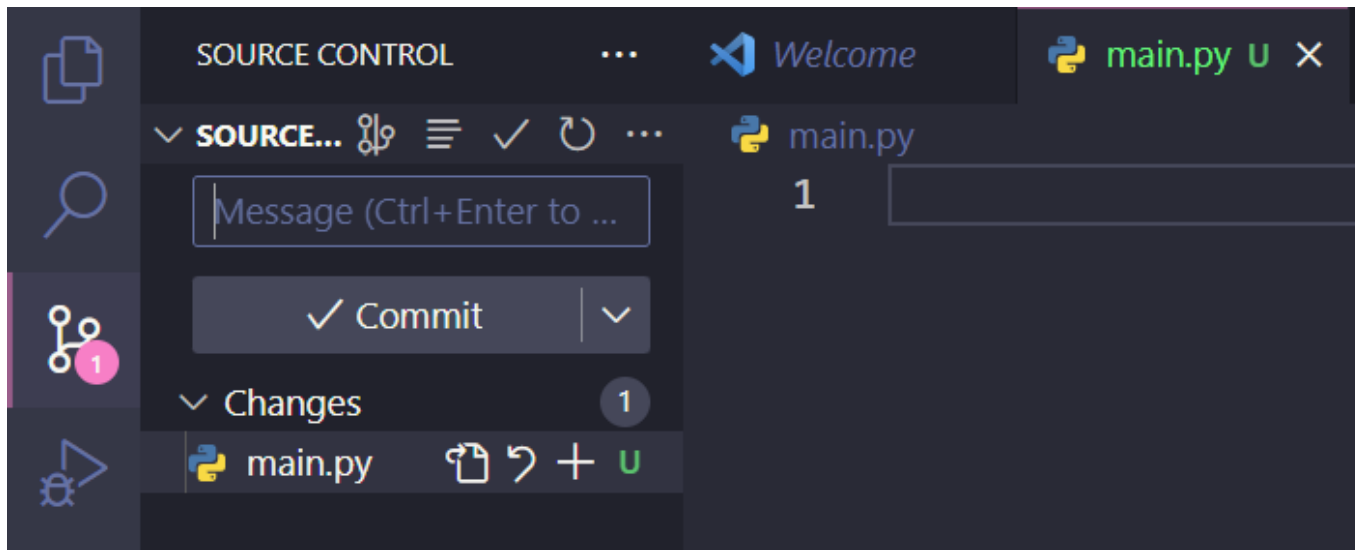 SOURCE CONTROL
Welcome
main.py U
SOURCE...
main.py
Message (Ctrl+Enter to ...
1
Commit
1
Changes 1
main.py U